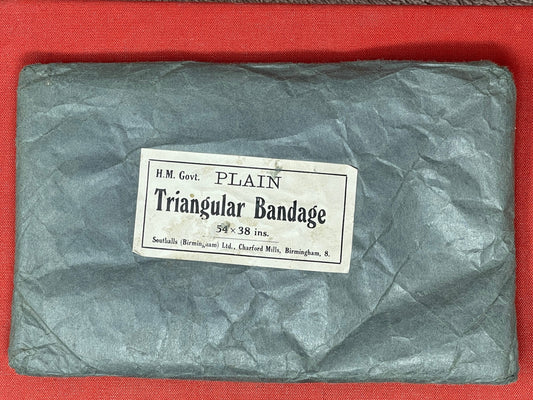 H.M. Govt. PLAIN
Triangular Bandage
54 × 38 ins.
Southalls (Birmingham) Ltd., Charford Mills, Birmingham, 8.